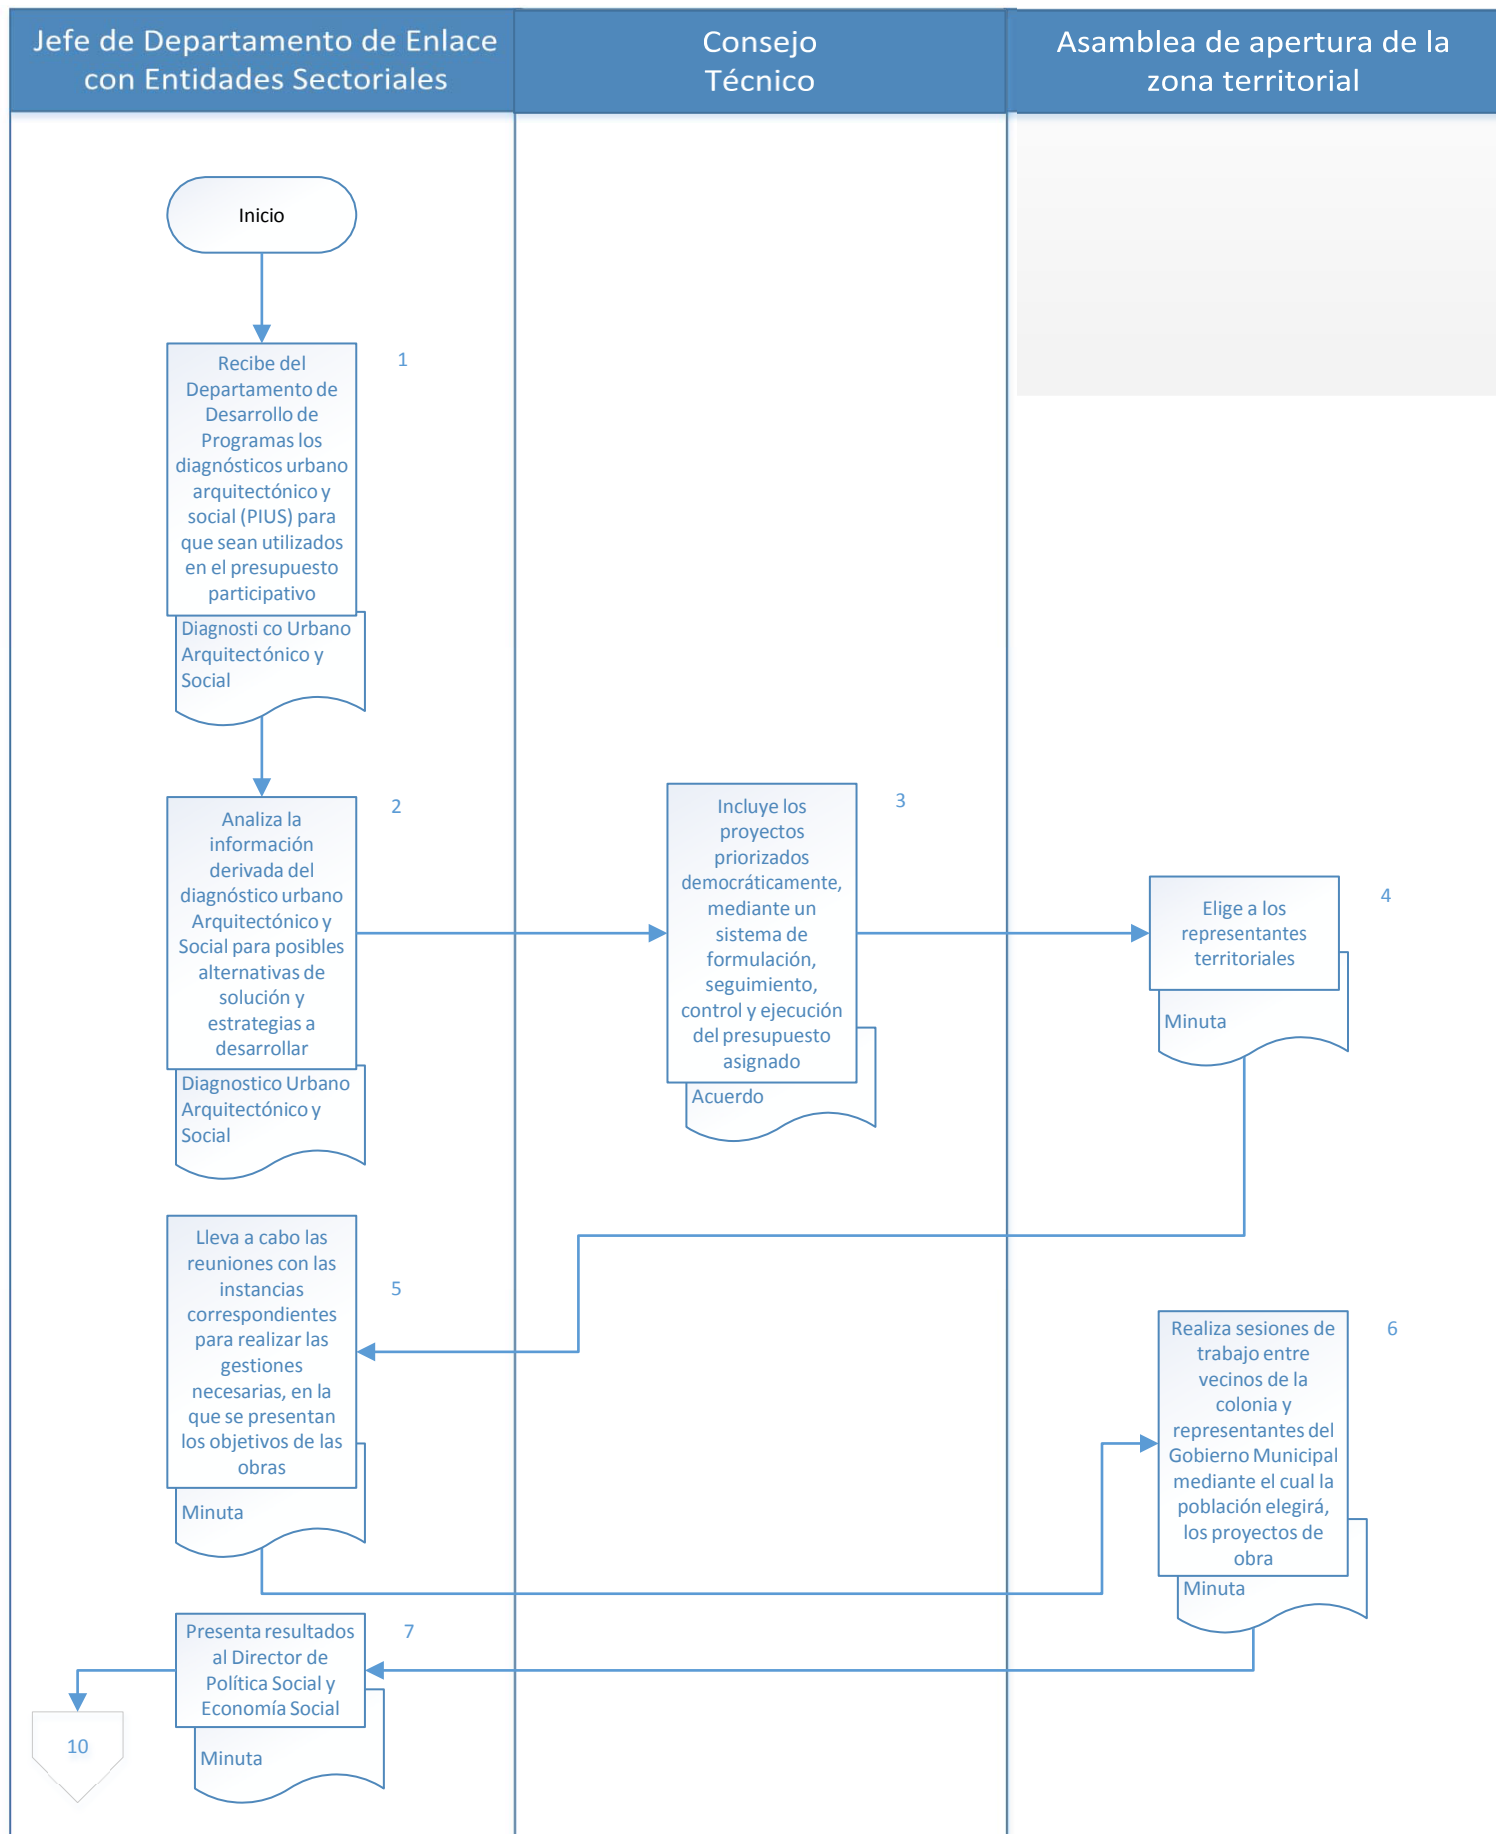 Jefe de Departamento de Enlace
con Entidades Sectoriales
Consejo
Técnico
Asamblea de apertura de la
zona territorial
Inicio
1
Recibe del
Departamento de
Desarrollo de
Programas los
diagnósticos urbano
arquitectónico y
social (PIUS) para
que sean utilizados
en el presupuesto
participativo
Diagnosti co Urbano
Arquitectónico y
Social
2
Analiza la
información
derivada del
diagnóstico urbano
Arquitectónico y
Social para posibles
alternativas de
solución y
estrategias a
desarrollar
Diagnostico Urbano
Arquitectónico y
Social
3
Incluye los
proyectos
priorizados
democráticamente,
mediante un
sistema de
formulación,
seguimiento,
control y ejecución
del presupuesto
asignado
Acuerdo
4
Elige a los
representantes
territoriales
Minuta
5
Lleva a cabo las
reuniones con las
instancias
correspondientes
para realizar las
gestiones
necesarias, en la
que se presentan
los objetivos de las
obras
Minuta
6
Realiza sesiones de
trabajo entre
vecinos de la
colonia y
representantes del
Gobierno Municipal
mediante el cual la
población elegirá,
los proyectos de
obra
Minuta
7
Presenta resultados
al Director de
Política Social y
Economía Social
Minuta
10